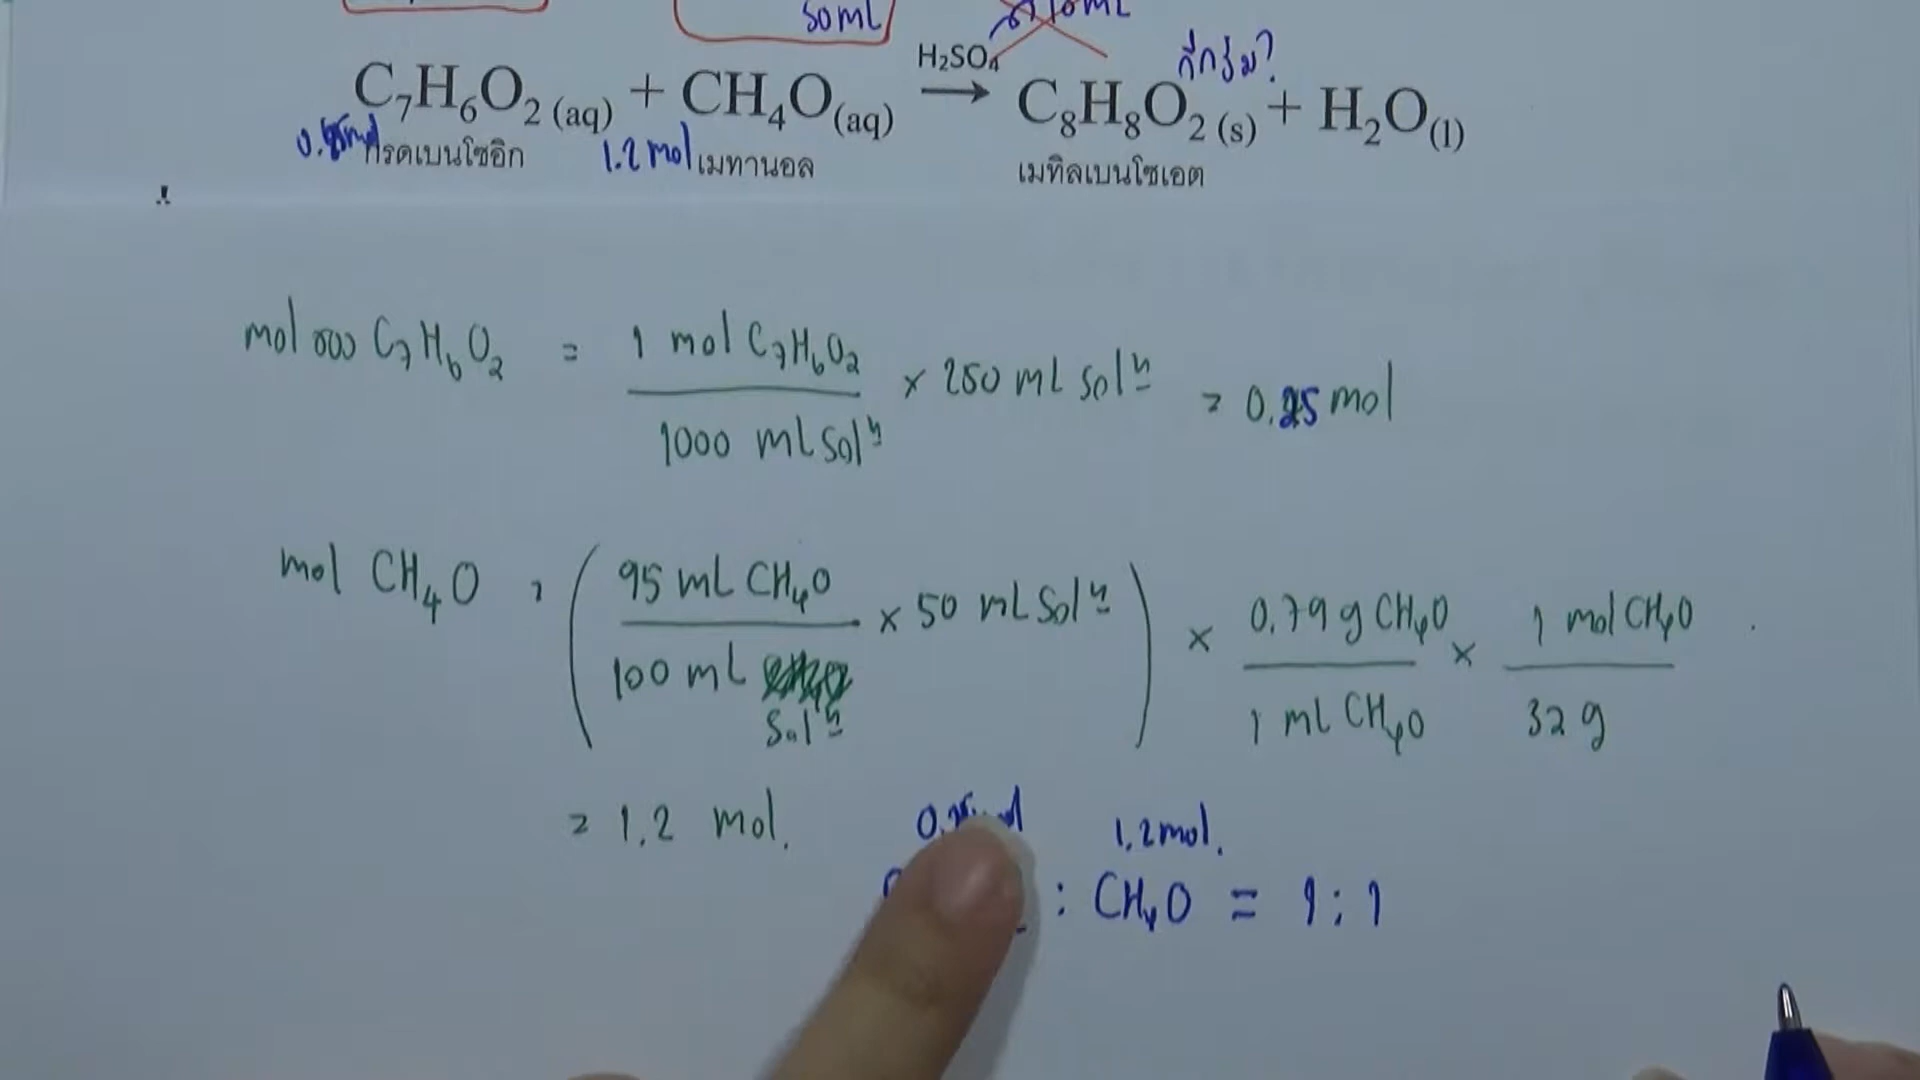 50 mL
H₂SO₄
กี่กรัม?
C₇H₆O₂ (aq) + CH₄O (aq) → C₈H₈O₂ (s) + H₂O (l)
กรดเบนโซอิก 1.2 mol เมทานอล เมทิลเบนโซเอต
mol ของ C₇H₆O₂ = 1 mol C₇H₆O₂ / 1000 mL Solⁿ × 250 mL Solⁿ = 0.25 mol
mol CH₄O = ( 95 mL CH₄O / 100 mL Solⁿ × 50 mL Solⁿ ) × 0.79 g CH₄O / 1 mL CH₄O × 1 mol CH₄O / 32 g
= 1.2 mol.
1.2 mol.
: CH₄O = 1 : 1